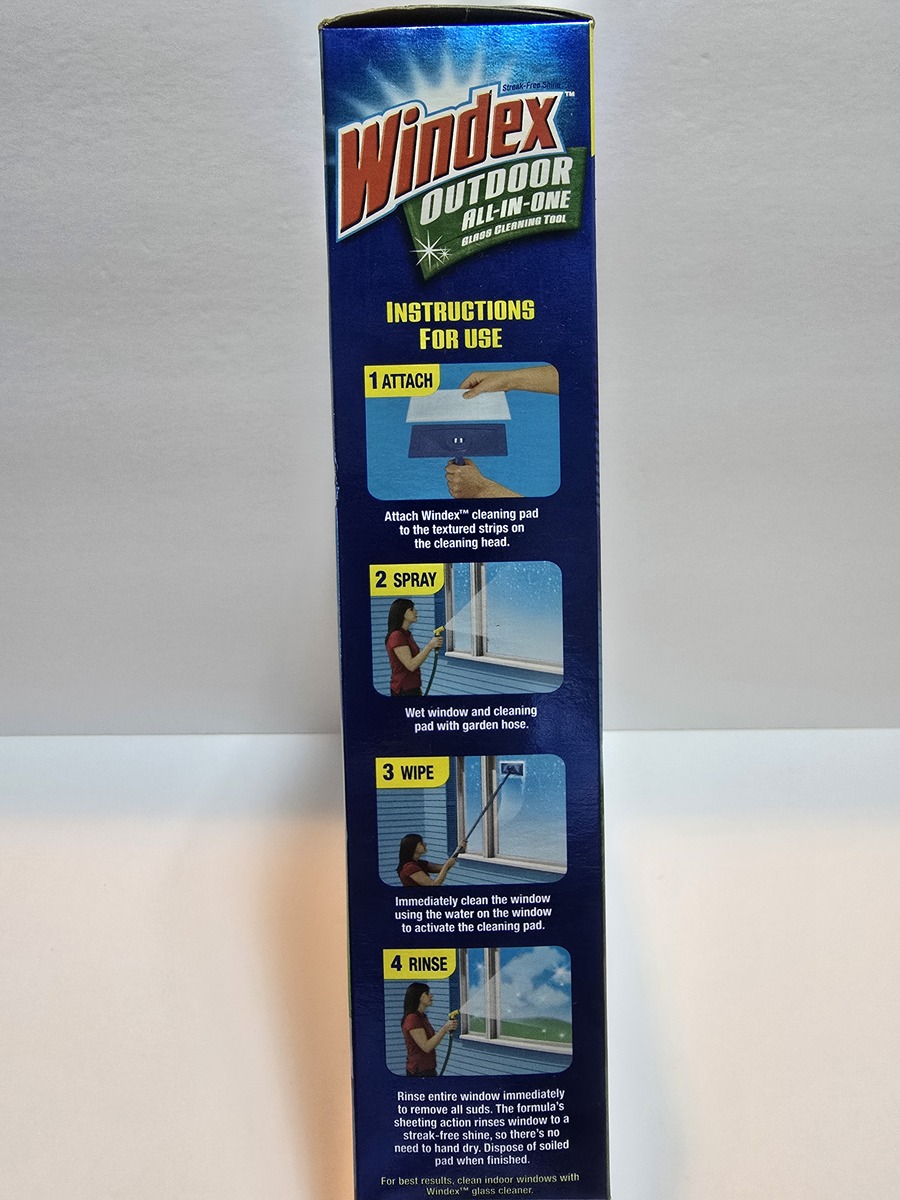 Streak-Free Shine
Windex™
OUTDOOR
ALL-IN-ONE
GLASS CLEANING TOOL
INSTRUCTIONS
FOR USE
1 ATTACH
Attach Windex™ cleaning pad
to the textured strips on
the cleaning head.
2 SPRAY
Wet window and cleaning
pad with garden hose.
3 WIPE
Immediately clean the window
using the water on the window
to activate the cleaning pad.
4 RINSE
Rinse entire window immediately
to remove all suds. The formula's
sheeting action rinses window to a
streak-free shine, so there's no
need to hand dry. Dispose of soiled
pad when finished.
For best results, clean indoor windows with
Windex™ glass cleaner.